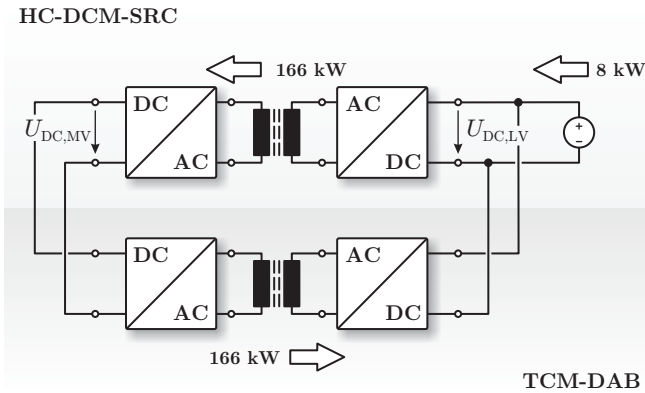 HC-DCM-SRC
166 kW
8 kW
DC
AC
AC
DC
U_DC,MV
U_DC,LV
+
−
DC
AC
AC
DC
166 kW
TCM-DAB